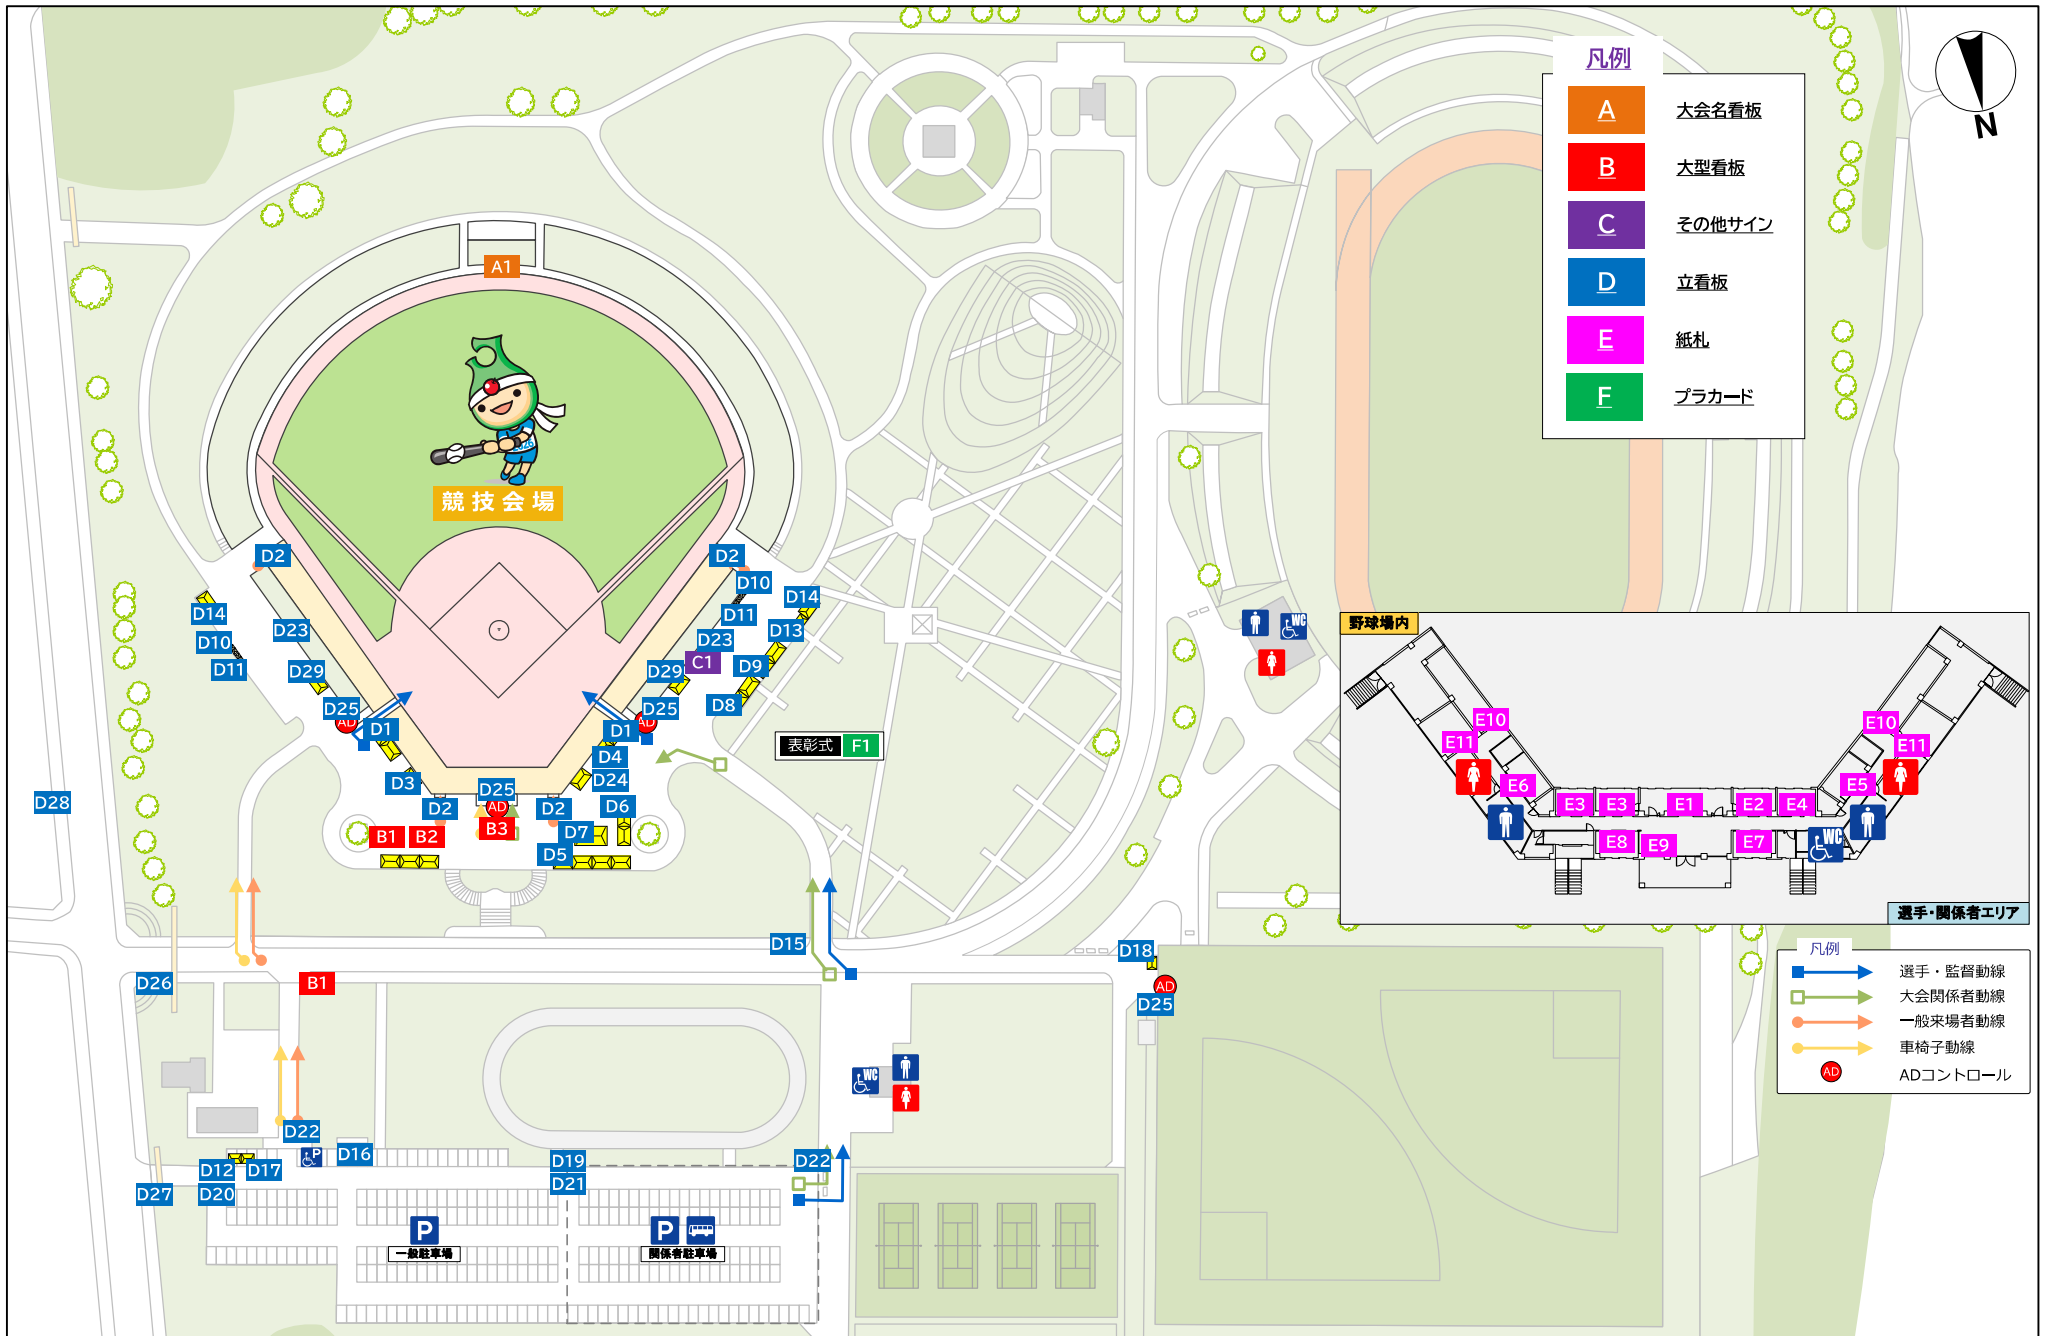 凡例
A 大会名看板
B 大型看板
C その他サイン
D 立看板
E 紙札
F プラカード
N
A1
競技会場
D2
D2
D10
D14
D14
D11
D23
D13
D10
D23
D11
C1
D9
D29
D29
D8
D25
D25
AD
AD
D1
D1
表彰式 F1
D4
D3
D24
D25
D28
AD
D2
D2
D6
B1
B2
B3
D7
D5
野球場内
E10
E10
E11
E11
E6
E5
E3
E3
E1
E2
E4
E8
E9
E7
WC
選手・関係者エリア
WC
D15
D18
D26
B1
AD
D25
凡例
選手・監督動線
大会関係者動線
一般来場者動線
車椅子動線
AD ADコントロール
WC
D22
P
D16
D12
D17
D19
D22
D27
D20
D21
P
一般駐車場
P
関係者駐車場